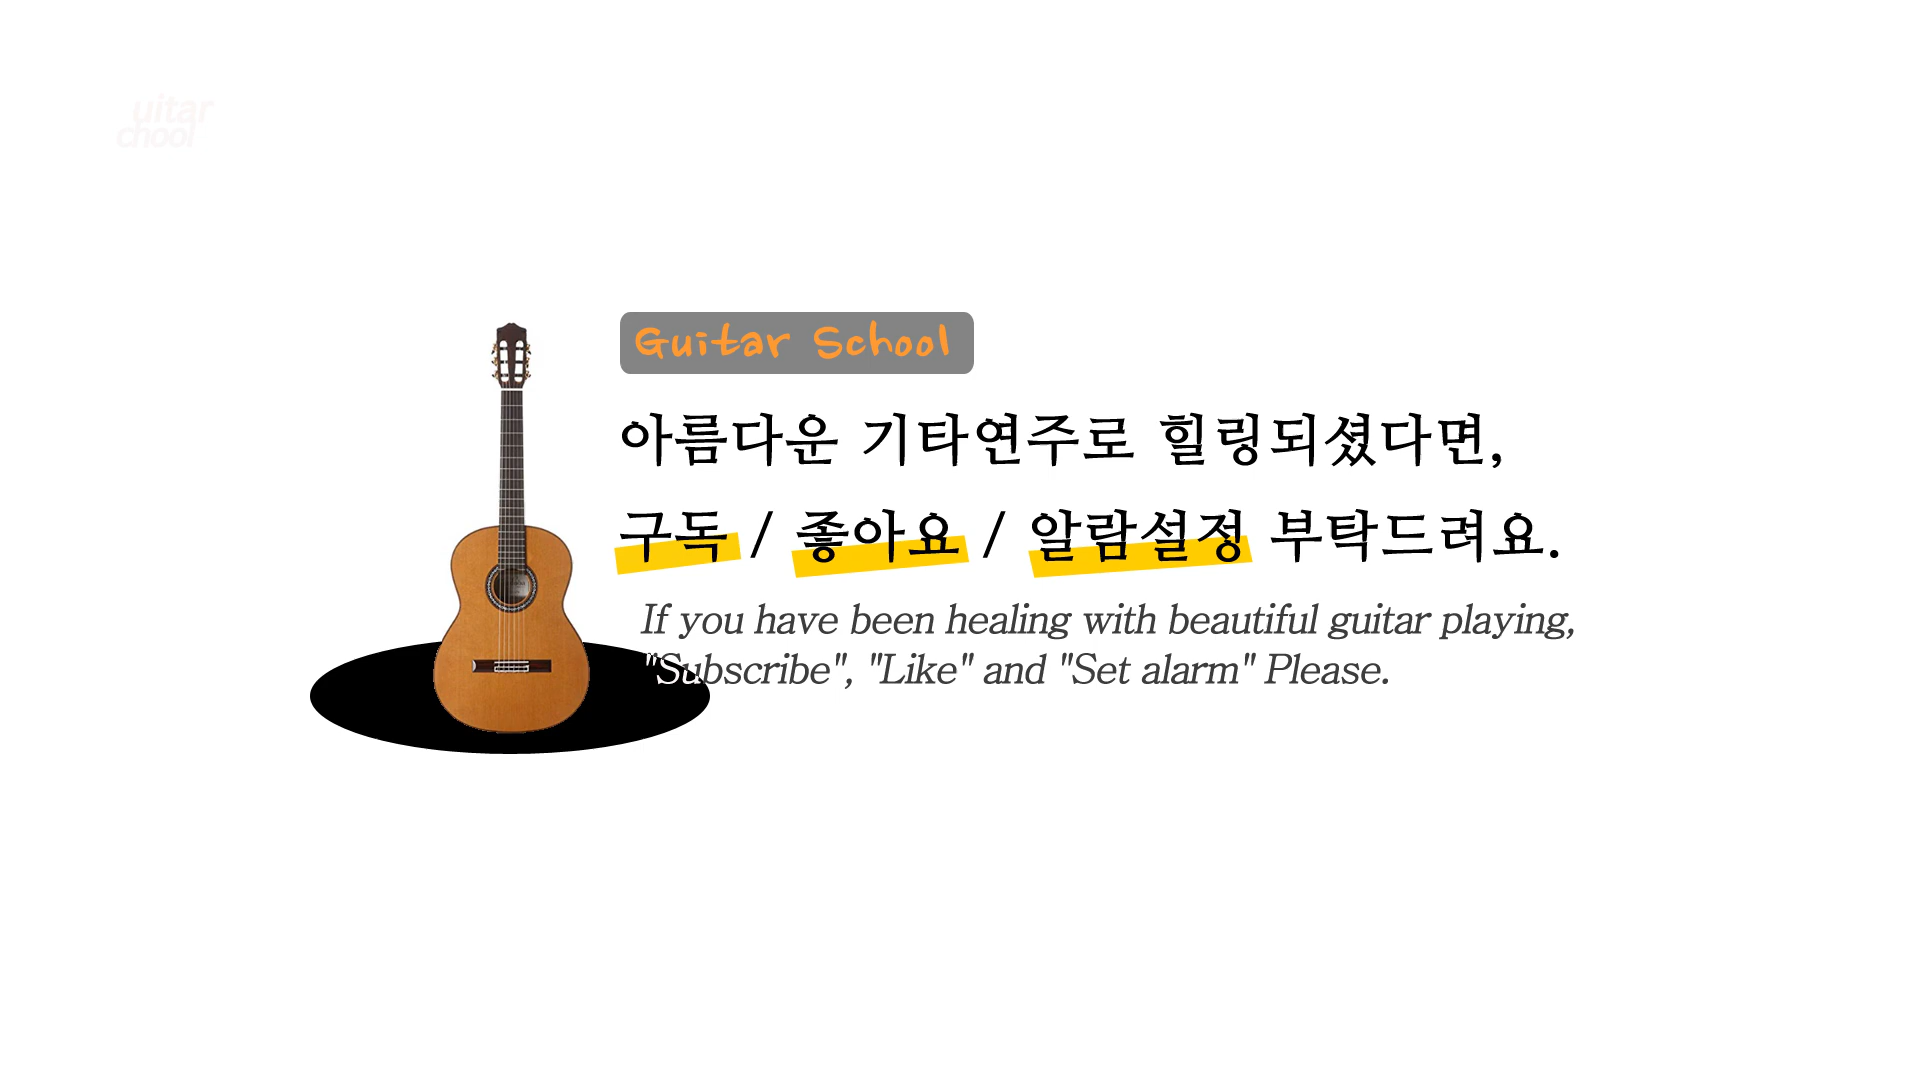 uitar
chool
Guitar School
아름다운 기타연주로 힐링되셨다면,
구독 / 좋아요 / 알람설정 부탁드려요.
If you have been healing with beautiful guitar playing,
"Subscribe", "Like" and "Set alarm" Please.